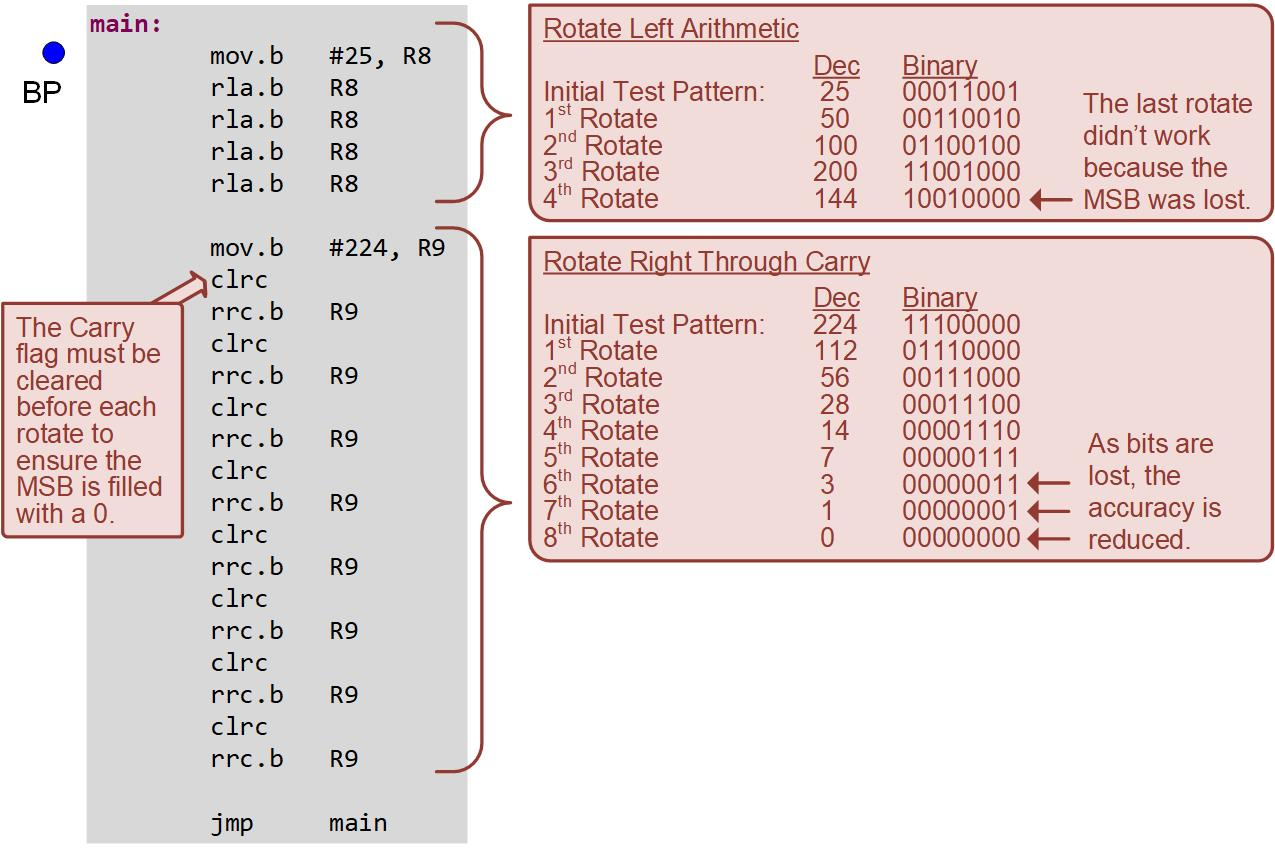 main:
BP
mov.b #25, R8
rla.b R8
rla.b R8
rla.b R8
rla.b R8
mov.b #224, R9
clrc
rrc.b R9
clrc
rrc.b R9
clrc
rrc.b R9
clrc
rrc.b R9
clrc
rrc.b R9
clrc
rrc.b R9
clrc
rrc.b R9
clrc
rrc.b R9
jmp main
The Carry
flag must be
cleared
before each
rotate to
ensure the
MSB is filled
with a 0.
Rotate Left Arithmetic
Dec Binary
Initial Test Pattern: 25 00011001
1st Rotate 50 00110010
2nd Rotate 100 01100100
3rd Rotate 200 11001000
4th Rotate 144 10010000
The last rotate
didn't work
because the
MSB was lost.
Rotate Right Through Carry
Dec Binary
Initial Test Pattern: 224 11100000
1st Rotate 112 01110000
2nd Rotate 56 00111000
3rd Rotate 28 00011100
4th Rotate 14 00001110
5th Rotate 7 00000111
6th Rotate 3 00000011
7th Rotate 1 00000001
8th Rotate 0 00000000
As bits are
lost, the
accuracy is
reduced.